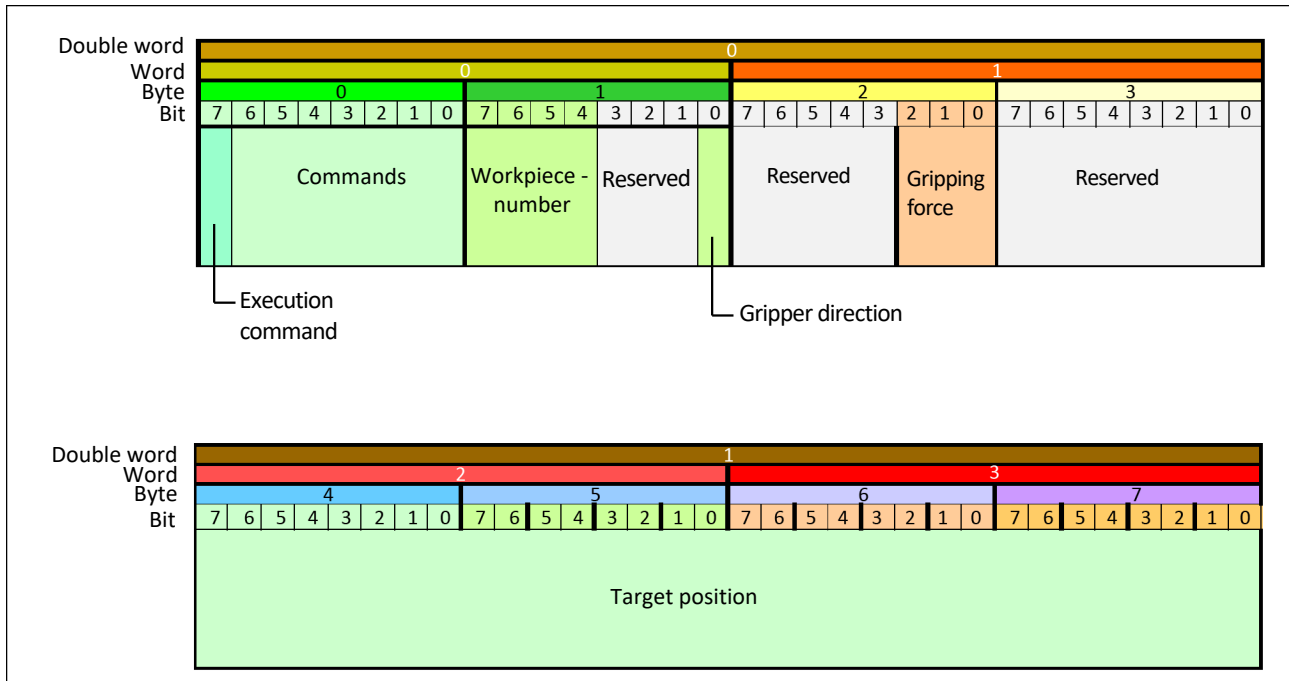 Double word 0
Word 0 1
Byte 0 1 2 3
Bit 7 6 5 4 3 2 1 0 7 6 5 4 3 2 1 0 7 6 5 4 3 2 1 0 7 6 5 4 3 2 1 0
Commands Workpiece - Reserved Reserved Gripping Reserved
number force
Execution Gripper direction
command
Double word 1
Word 2 3
Byte 4 5 6 7
Bit 7 6 5 4 3 2 1 0 7 6 5 4 3 2 1 0 7 6 5 4 3 2 1 0 7 6 5 4 3 2 1 0
Target position